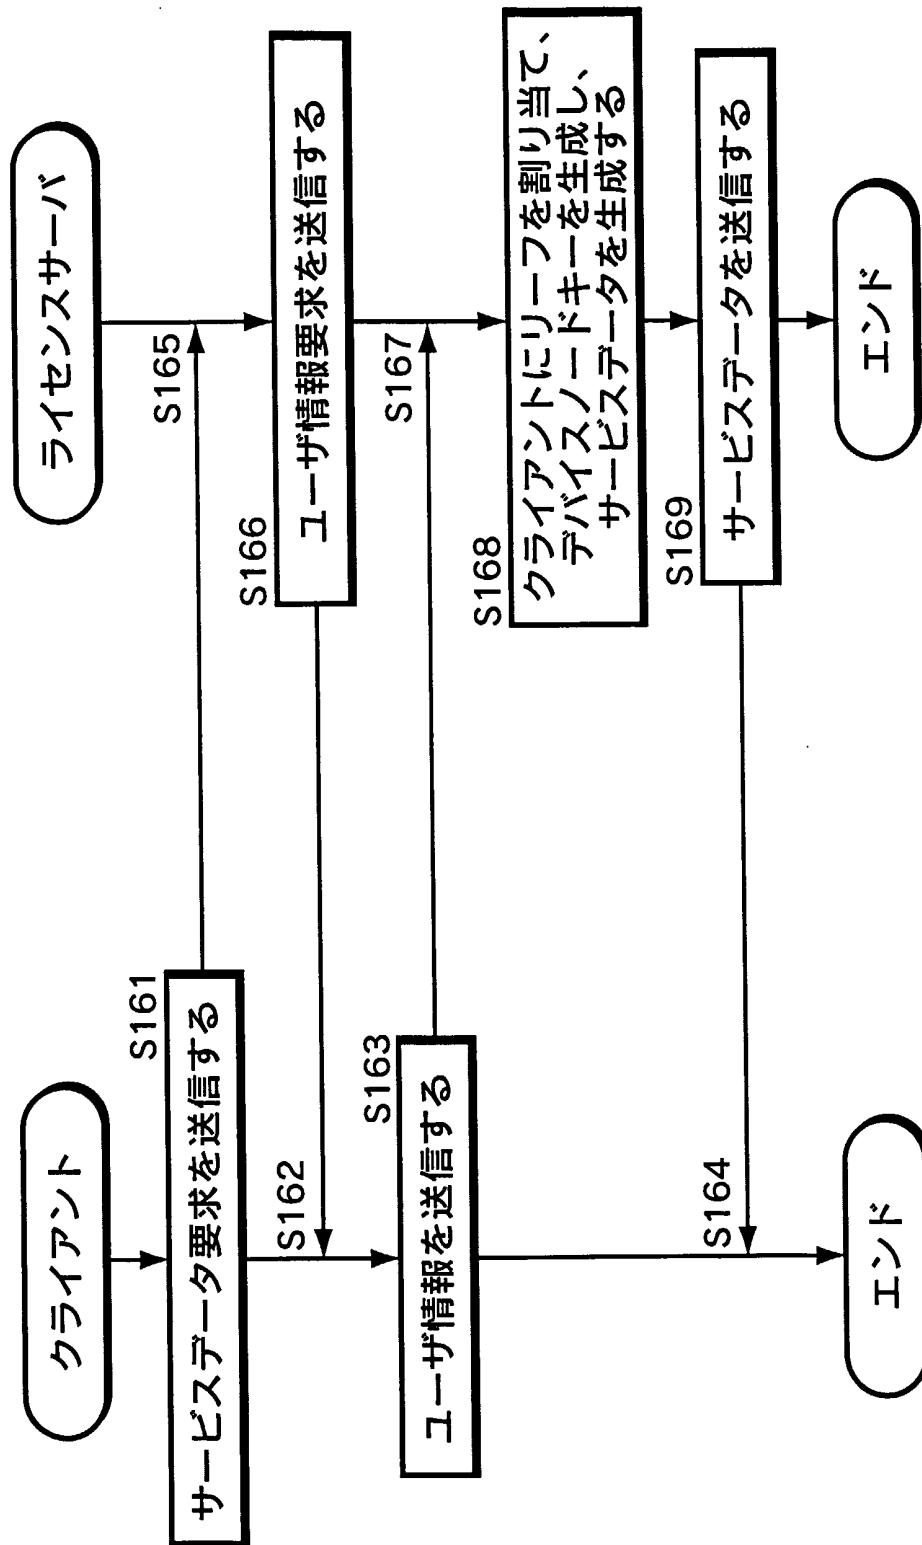 クライアント
S161
サービスデータ要求を送信する
S162
S163
ユーザ情報を送信する
S164
エンド
ライセンスサーバ
S165
S166
ユーザ情報要求を送信する
S167
S168
クライアントにリーフを割り当て、
デバイスノードキーを生成し、
サービスデータを生成する
S169
サービスデータを送信する
エンド